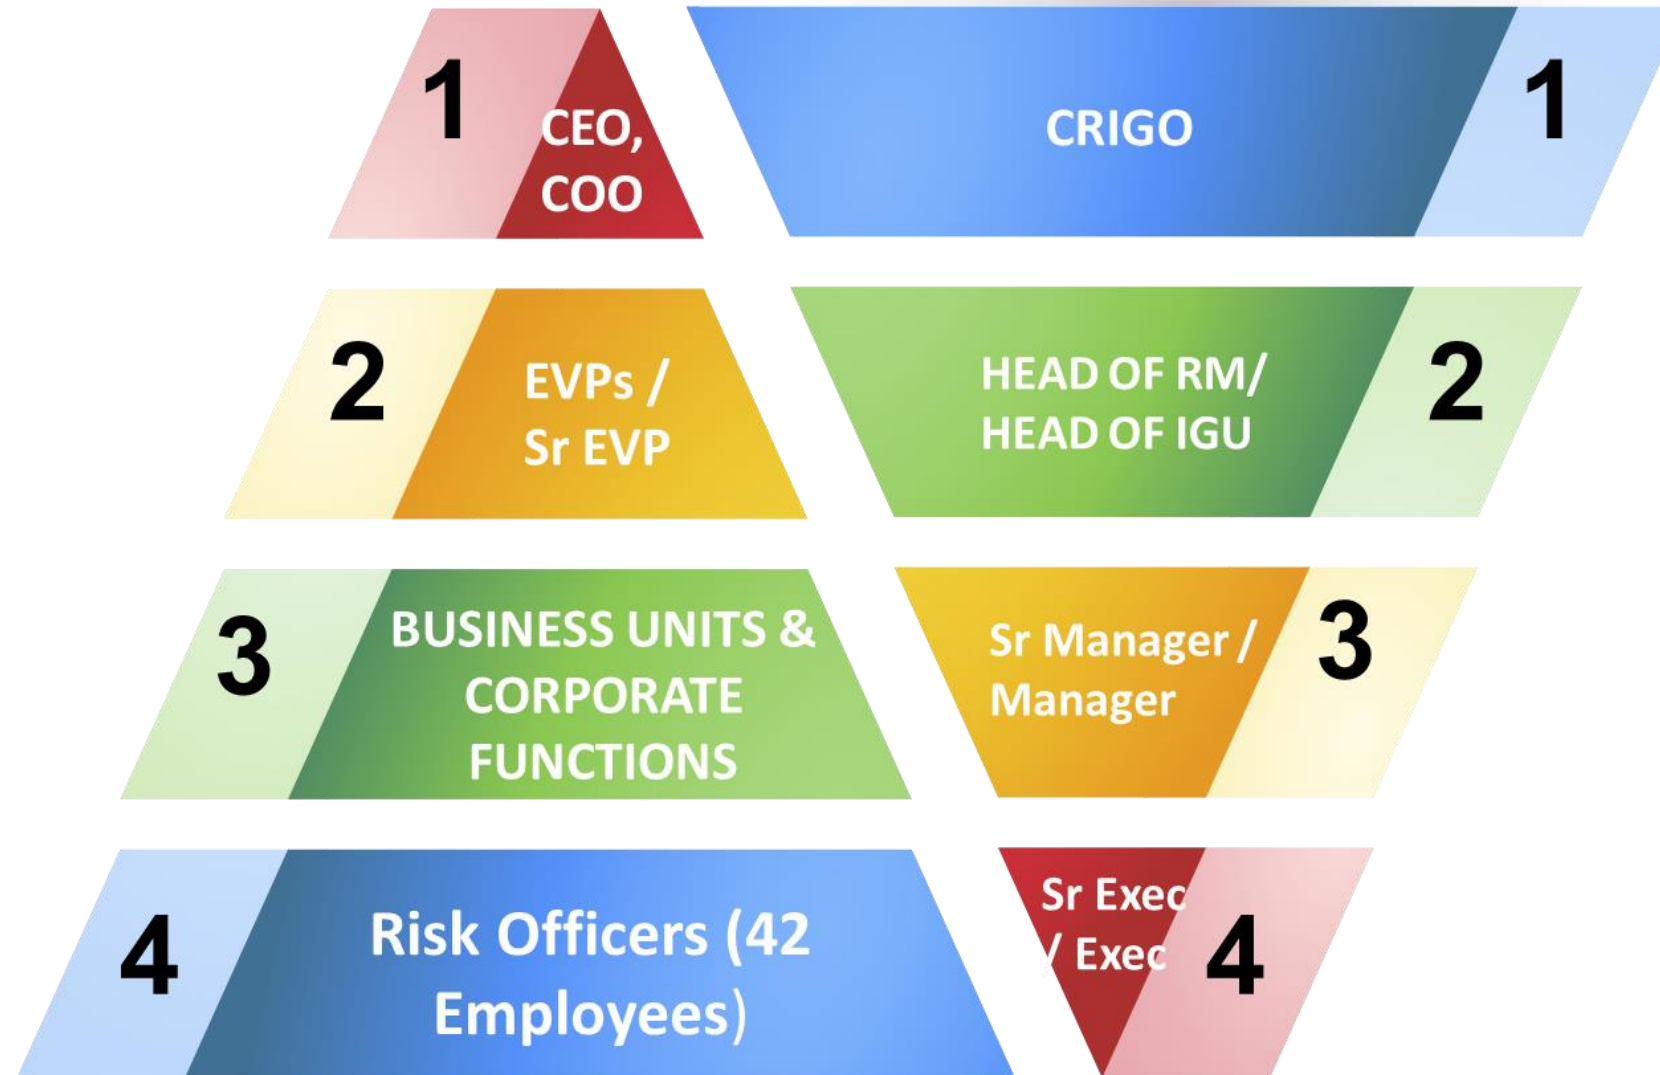 1
CEO,
COO
CRIGO
1
2
EVPs /
Sr EVP
HEAD OF RM/
HEAD OF IGU
2
3
BUSINESS UNITS &
CORPORATE
FUNCTIONS
Sr Manager /
Manager
3
4
Risk Officers (42
Employees)
Sr Exec
/ Exec
4